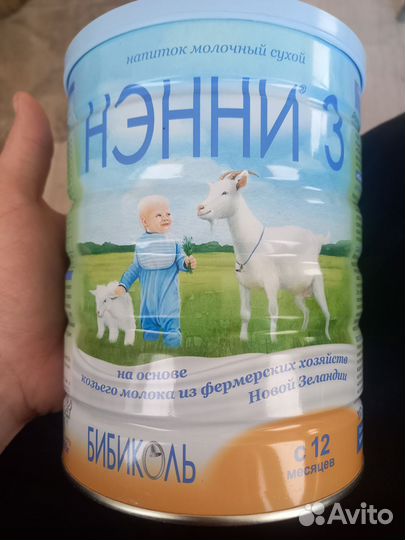 напиток молочный сухой
НЭННИ® 3
на основе
козьего молока из фермерских хозяйств
Новой Зеландии
БИБИКОЛЬ
с 12
месяцев
Avito